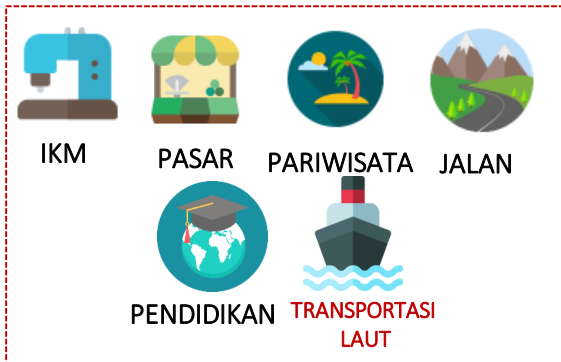 IKM
PASAR
PARIWISATA
JALAN
PENDIDIKAN
TRANSPORTASI
LAUT